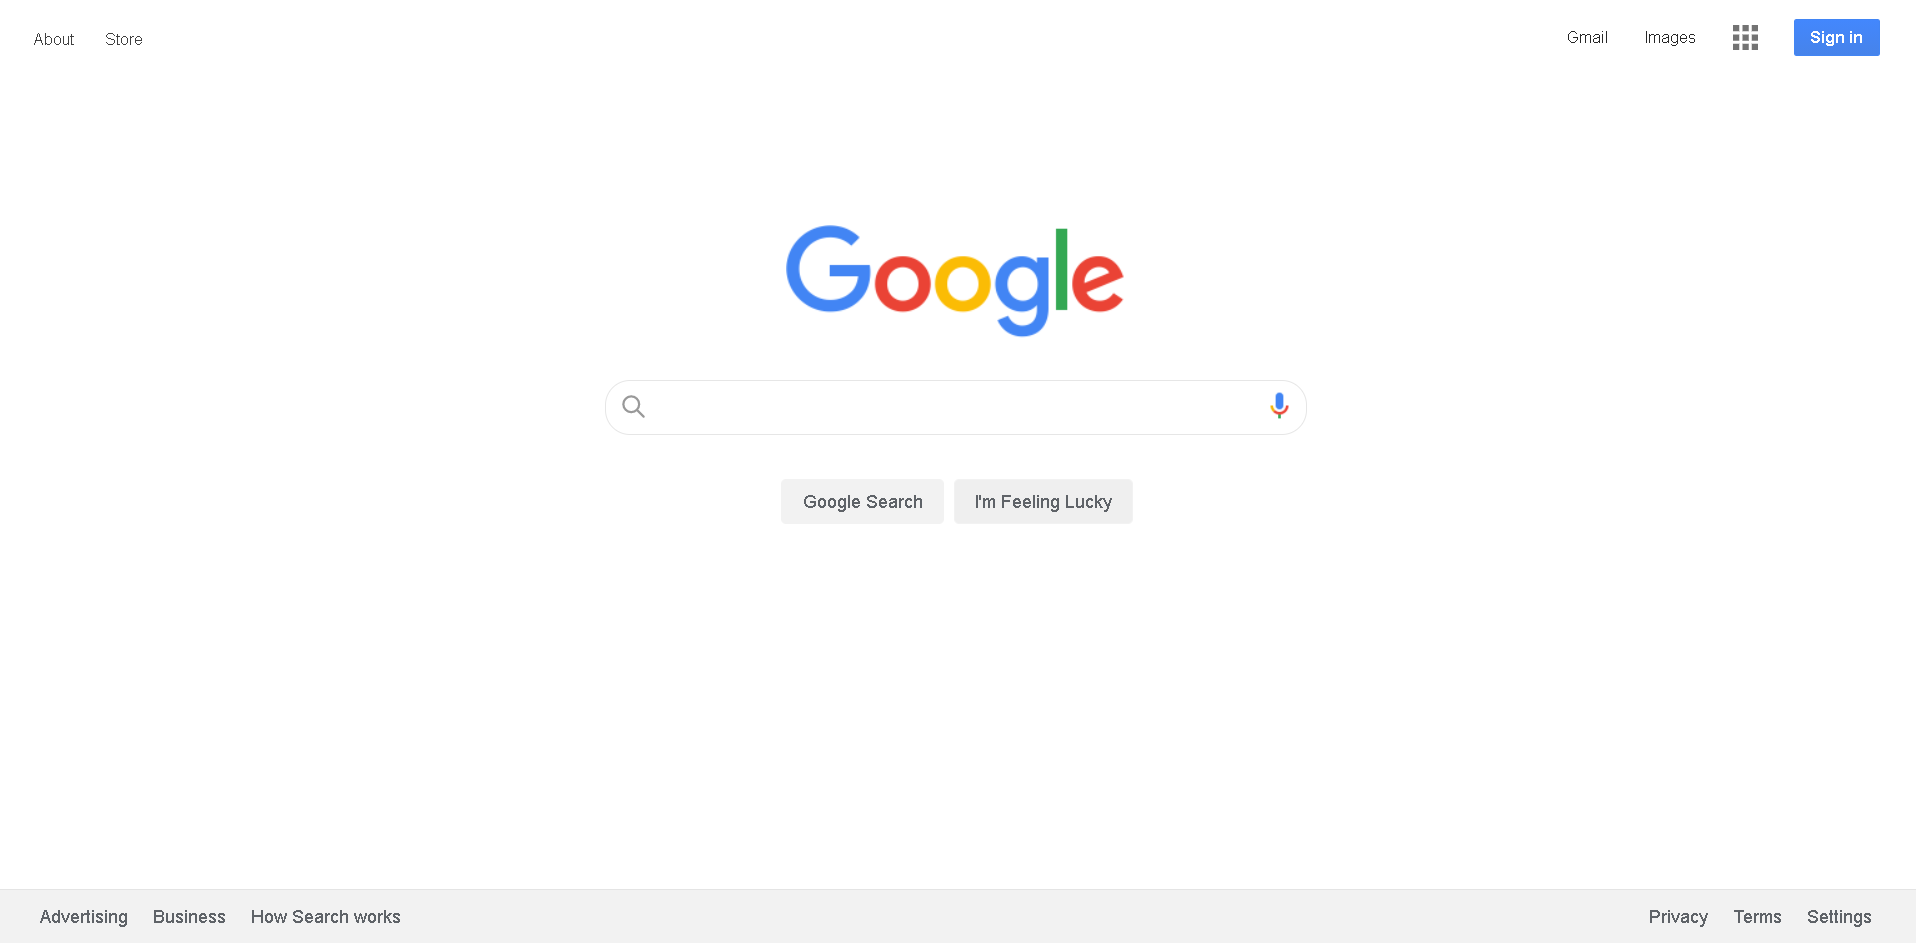 About Store Gmail Images Sign in
Google
Google Search I'm Feeling Lucky
Advertising Business How Search works Privacy Terms Settings